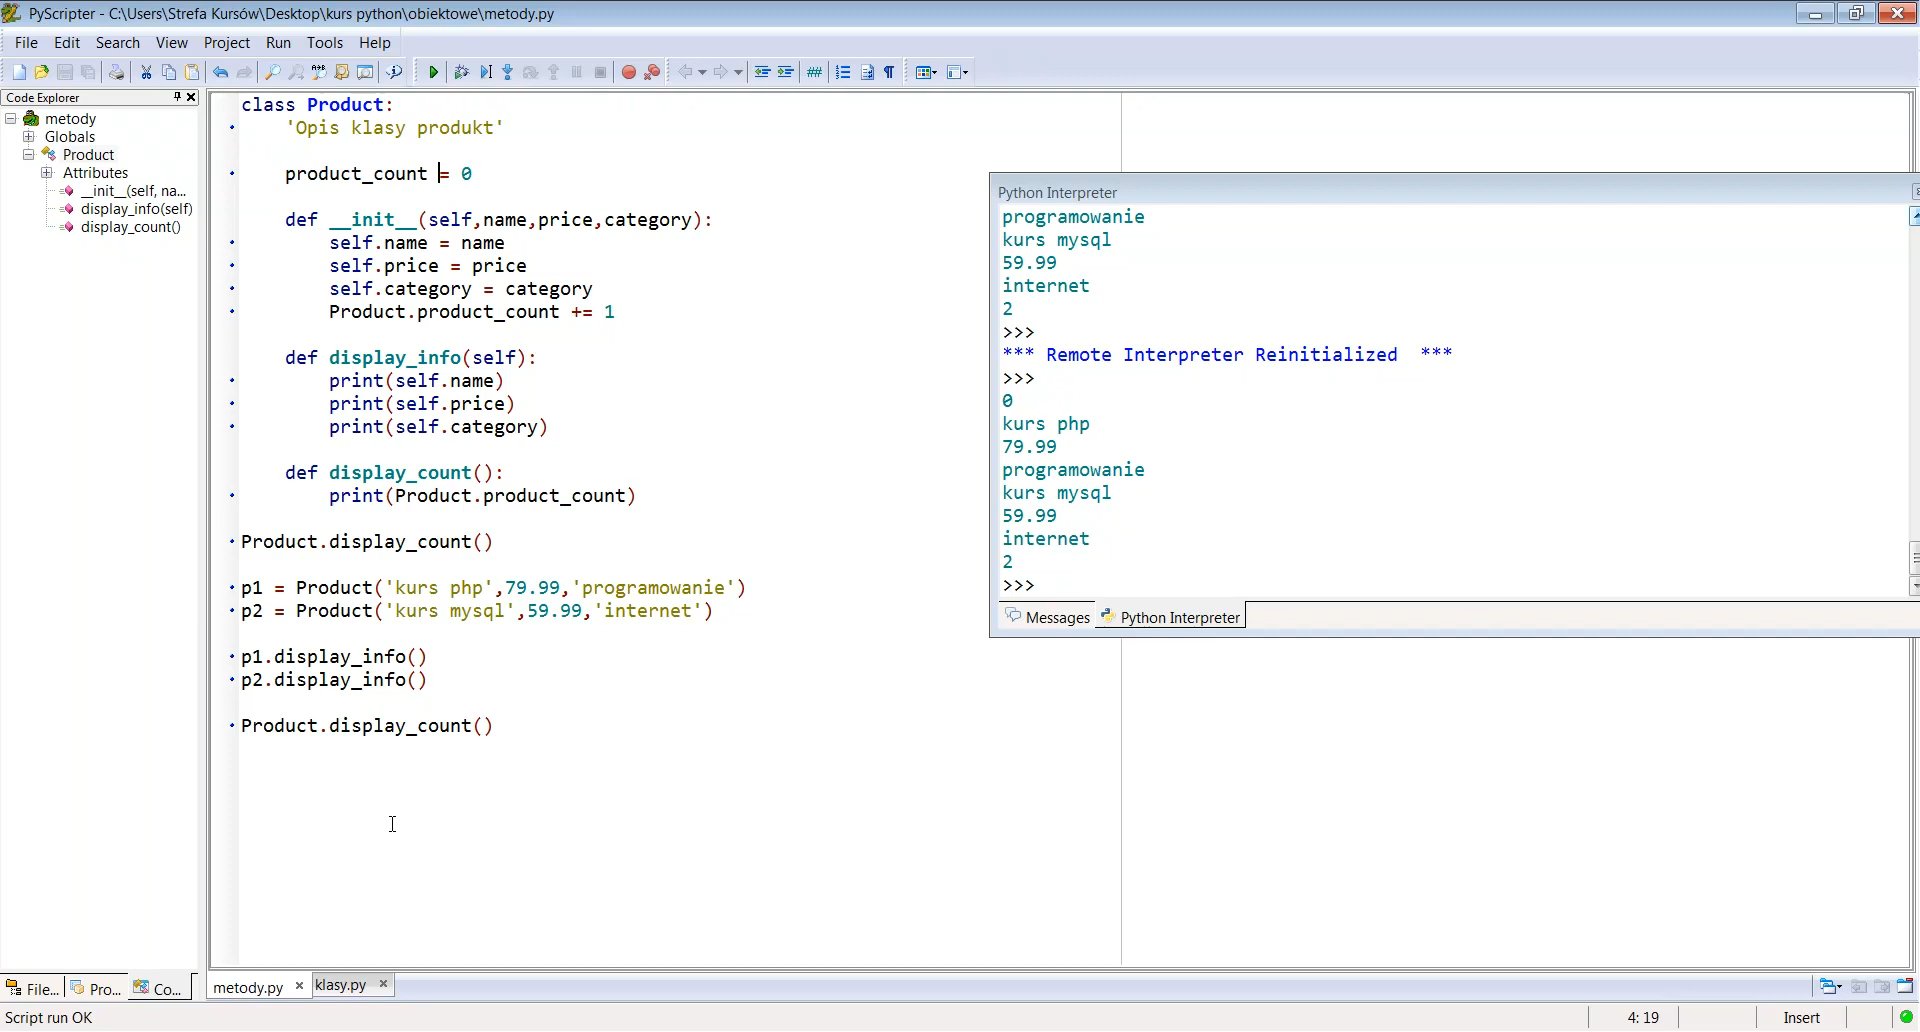 PyScripter - C:\Users\Strefa Kursów\Desktop\kurs python\obiektowe\metody.py
File Edit Search View Project Run Tools Help
Code Explorer
metody
Globals
Product
Attributes
__init__(self, na...
display_info(self)
display_count()
class Product:
'Opis klasy produkt'
product_count = 0
def __init__(self,name,price,category):
self.name = name
self.price = price
self.category = category
Product.product_count += 1
def display_info(self):
print(self.name)
print(self.price)
print(self.category)
def display_count():
print(Product.product_count)
Product.display_count()
p1 = Product('kurs php',79.99,'programowanie')
p2 = Product('kurs mysql',59.99,'internet')
p1.display_info()
p2.display_info()
Product.display_count()
Python Interpreter
programowanie
kurs mysql
59.99
internet
2
>>>
*** Remote Interpreter Reinitialized  ***
>>>
0
kurs php
79.99
programowanie
kurs mysql
59.99
internet
2
>>>
Messages Python Interpreter
File... Pro... Co... metody.py klasy.py
Script run OK 4: 19 Insert